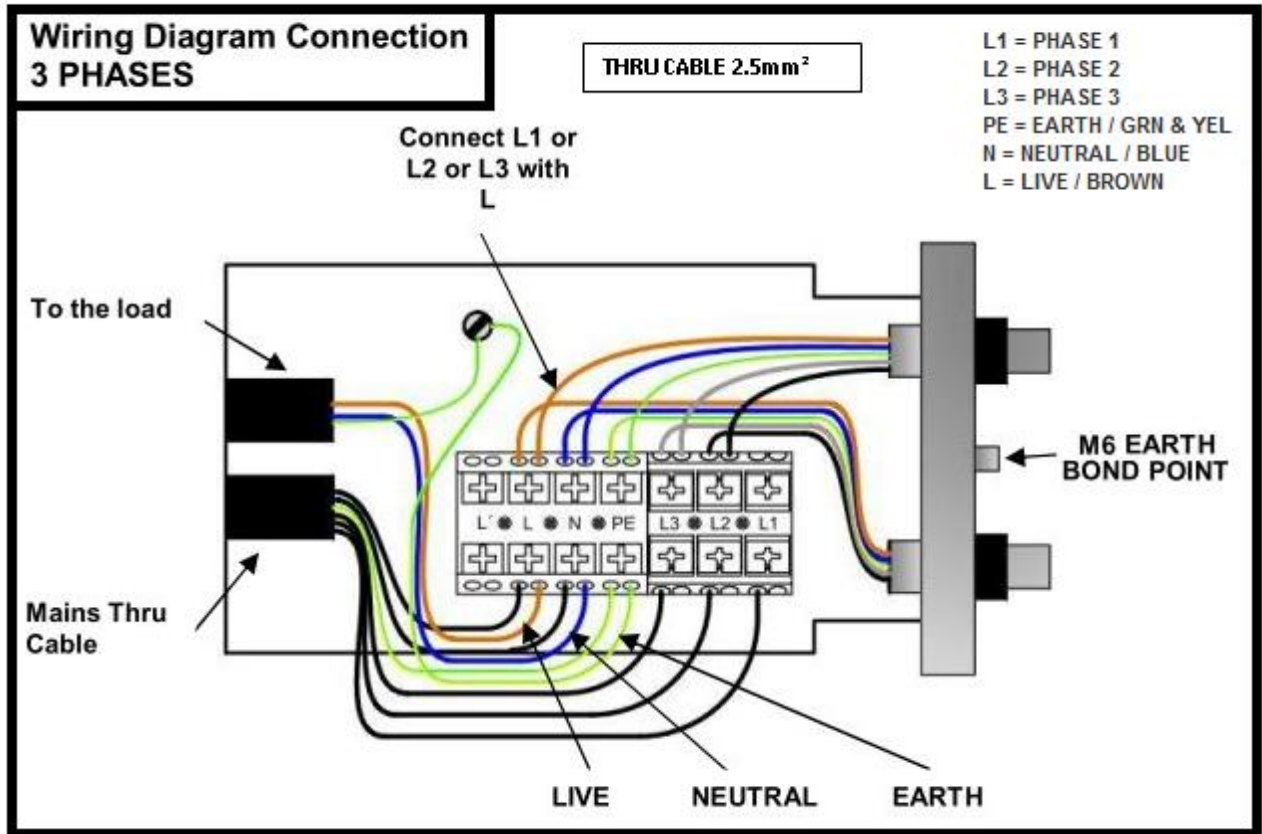 Wiring Diagram Connection
3 PHASES
THRU CABLE 2.5mm²
L1 = PHASE 1
L2 = PHASE 2
L3 = PHASE 3
PE = EARTH / GRN & YEL
N = NEUTRAL / BLUE
L = LIVE / BROWN
Connect L1 or
L2 or L3 with
L
To the load
M6 EARTH
BOND POINT
L' L N PE L3 L2 L1
Mains Thru
Cable
LIVE NEUTRAL EARTH